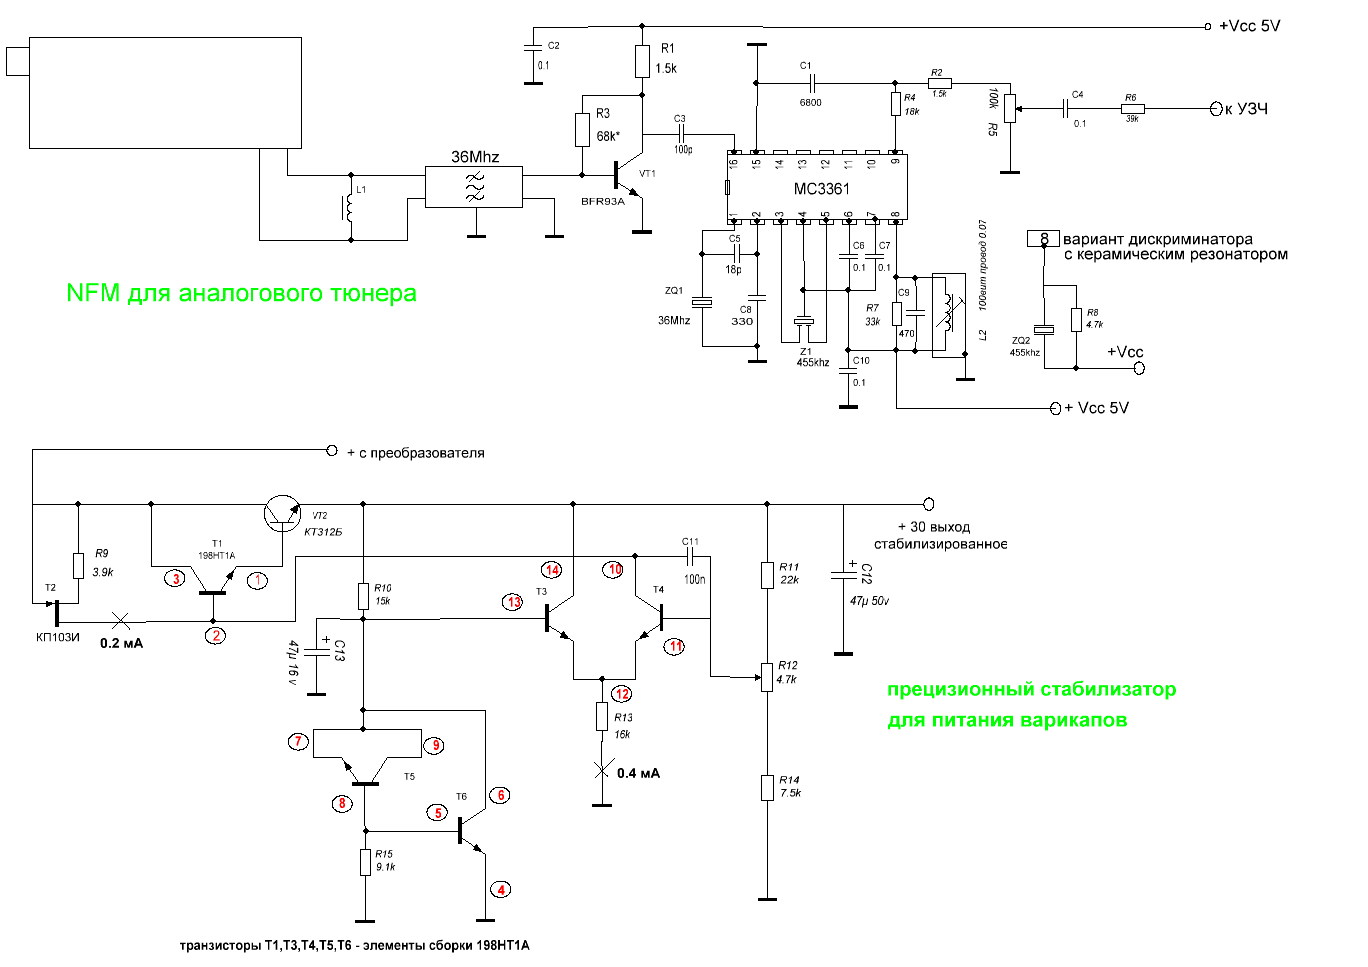 +Vcc 5V
C2
0.1
R1
1.5k
C1
6800
R2
1.5k
R4
18k
100k R5
C4
0.1
R6
39k
к УЗЧ
R3
68k*
C3
100p
36Mhz
VT1
BFR93A
L1
16 15 14 13 12 11 10 9
MC3361
1 2 3 4 5 6 7 8
NFM для аналогового тюнера
C5
18p
ZQ1
36Mhz
C8
330
Z1
455khz
C6
0.1
C7
0.1
R7
33k
C9
470
L2 100вит провод 0.07
C10
0.1
8
вариант дискриминатора
с керамическим резонатором
R8
4.7k
ZQ2
455khz
+Vcc
+ Vcc 5V
+ с преобразователя
VT2
КТ312Б
T1
198НТ1А
R9
3.9k
T2
КП103И
3
1
2
0.2 мА
R10
15k
C13
47µ 16 v
14
T3
13
10
T4
11
12
C11
100n
R13
16k
0.4 мА
R11
22k
R12
4.7k
R14
7.5k
C12
47µ 50v
+ 30 выход
стабилизированное
прецизионный стабилизатор
для питания варикапов
7
9
T5
8
T6
5
6
4
R15
9.1k
транзисторы Т1,Т3,Т4,Т5,Т6 - элементы сборки 198НТ1А